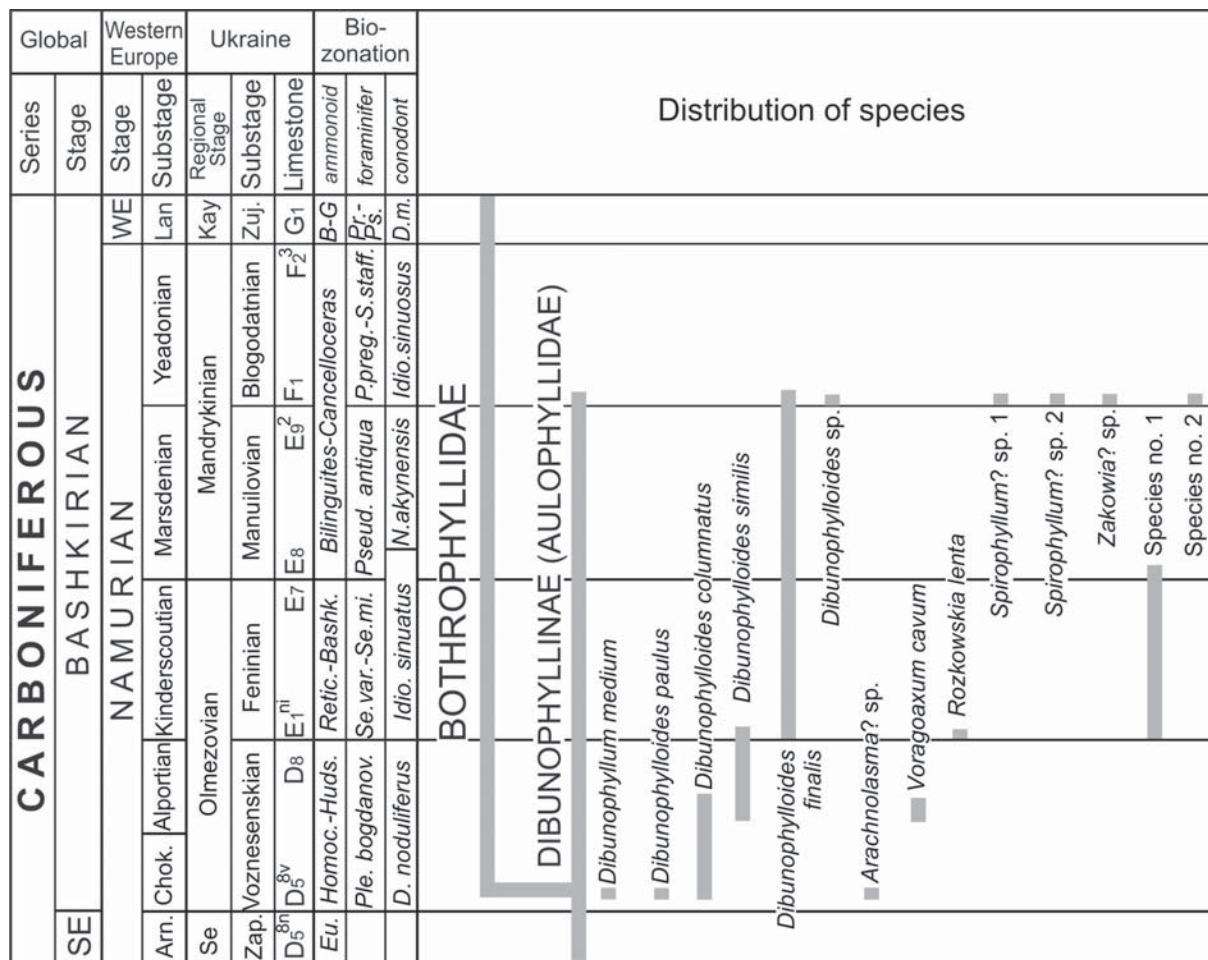 Global
Western
Europe
Ukraine
Bio-
zonation
Series
Stage
Stage
Substage
Regional
Stage
Substage
Limestone
ammonoid
foraminifer
conodont
Distribution of species
CARBONIFEROUS
BASHKIRIAN
SE
WE
NAMURIAN
Lan
Yeadonian
Marsdenian
Kinderscoutian
Alportian
Chok.
Arn.
Kay
Mandrykinian
Olmezovian
Se
Zuj.
Blogodatnian
Manuilovian
Feninian
Voznesenskian
Zap.
G1
F2³
F1
E9²
E8
E7
E1ⁿⁱ
D8
D5⁸ᵛ
D5⁸ⁿ
B-G
Bilinguites-Cancelloceras
Retic.-Bashk.
Homoc.-Huds.
Eu.
Pr.-
Ps.
P.preg.-S.staff.
Pseud. antiqua
Se.var.-Se.mi.
Ple. bogdanov.
D.m.
Idio.sinuosus
N.akynensis
Idio. sinuatus
D. noduliferus
BOTHROPHYLLIDAE
DIBUNOPHYLLINAE (AULOPHYLLIDAE)
Dibunophyllum medium
Dibunophylloides paulus
Dibunophylloides columnatus
Dibunophylloides similis
Dibunophylloides
finalis
Dibunophylloides sp.
Arachnolasma? sp.
Voragoaxum cavum
Rozkowskia lenta
Spirophyllum? sp. 1
Spirophyllum? sp. 2
Zakowia? sp.
Species no. 1
Species no. 2